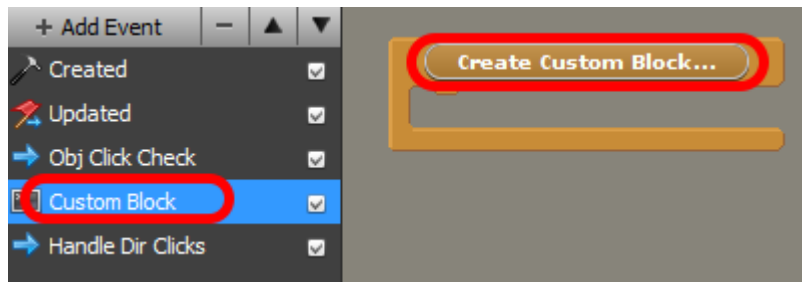 + Add Event
Created
Updated
Obj Click Check
Custom Block
Handle Dir Clicks
Create Custom Block...